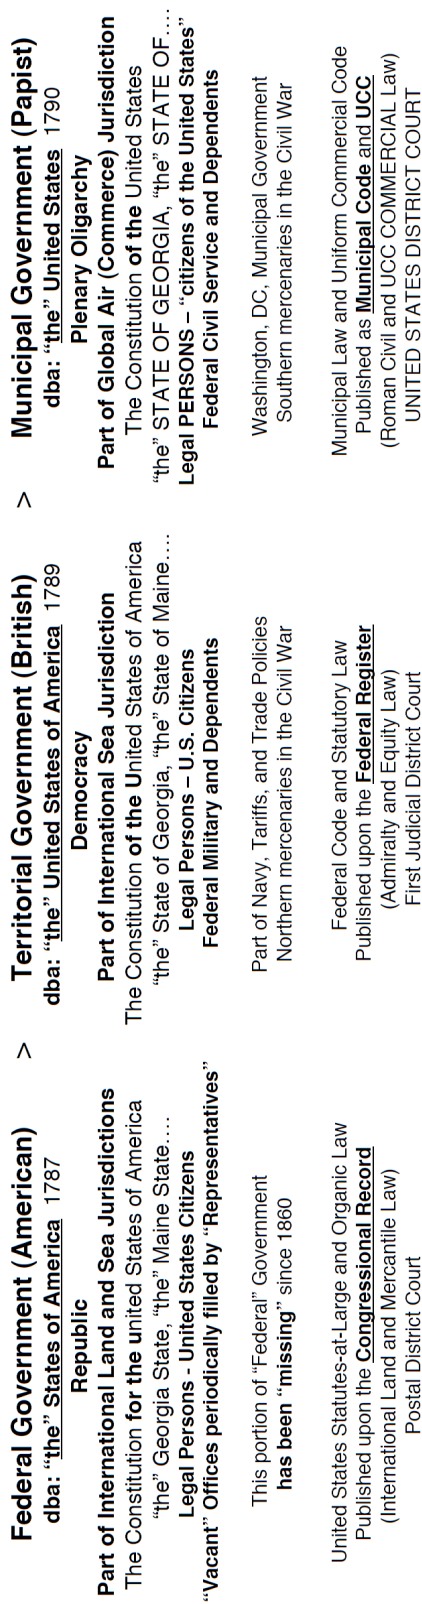 Federal Government (American)
dba: “the” States of America 1787
Republic
Part of International Land and Sea Jurisdictions
The Constitution for the united States of America
“the” Georgia State, “the” Maine State….
Legal Persons - United States Citizens
“Vacant” Offices periodically filled by “Representatives”
This portion of “Federal” Government
has been “missing” since 1860
United States Statutes-at-Large and Organic Law
Published upon the Congressional Record
(International Land and Mercantile Law)
Postal District Court
>
Territorial Government (British)
dba: “the” United States of America 1789
Democracy
Part of International Sea Jurisdiction
The Constitution of the United States of America
“the” State of Georgia, “the” State of Maine….
Legal Persons – U.S. Citizens
Federal Military and Dependents
Part of Navy, Tariffs, and Trade Policies
Northern mercenaries in the Civil War
Federal Code and Statutory Law
Published upon the Federal Register
(Admiralty and Equity Law)
First Judicial District Court
>
Municipal Government (Papist)
dba: “the” United States 1790
Plenary Oligarchy
Part of Global Air (Commerce) Jurisdiction
The Constitution of the United States
“the” STATE OF GEORGIA, “the” STATE OF….
Legal PERSONS – “citizens of the United States”
Federal Civil Service and Dependents
Washington, DC, Municipal Government
Southern mercenaries in the Civil War
Municipal Law and Uniform Commercial Code
Published as Municipal Code and UCC
(Roman Civil and UCC COMMERCIAL Law)
UNITED STATES DISTRICT COURT